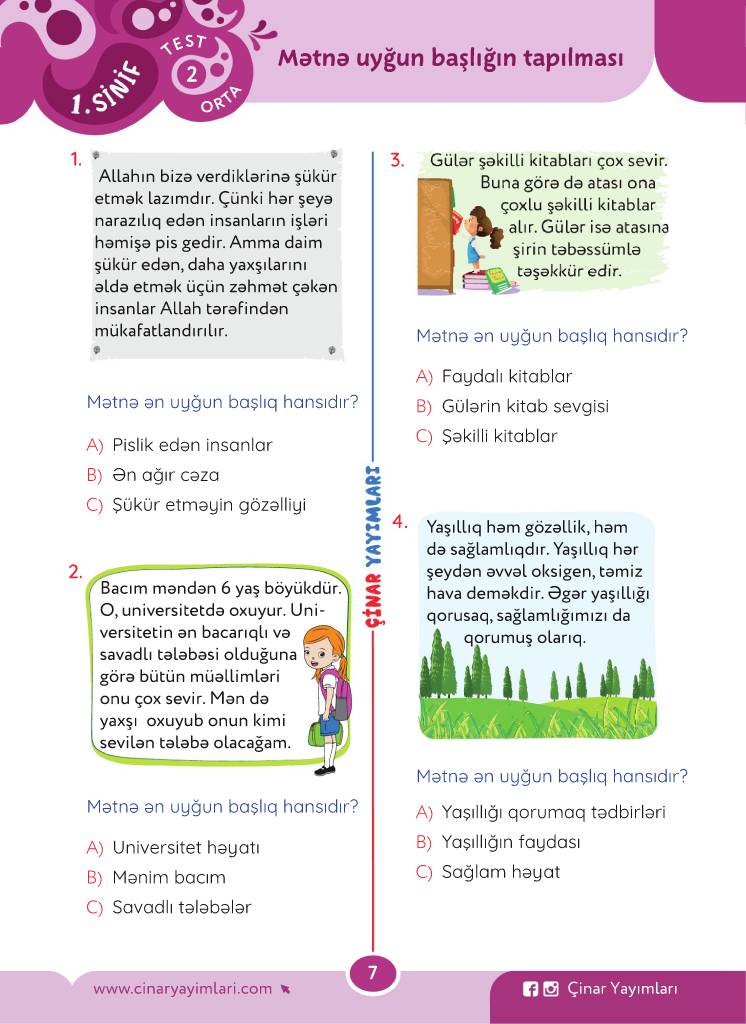 1. SİNİF
TEST
2
ORTA
Mətnə uyğun başlığın tapılması
1.
Allahın bizə verdiklərinə şükür
etmək lazımdır. Çünki hər şeyə
narazılıq edən insanların işləri
həmişə pis gedir. Amma daim
şükür edən, daha yaxşılarını
əldə etmək üçün zəhmət çəkən
insanlar Allah tərəfindən
mükafatlandırılır.
Mətnə ən uyğun başlıq hansıdır?
A) Pislik edən insanlar
B) Ən ağır cəza
C) Şükür etməyin gözəlliyi
2.
Bacım məndən 6 yaş böyükdür.
O, universitetdə oxuyur. Uni-
versitetin ən bacarıqlı və
savadlı tələbəsi olduğuna
görə bütün müəllimləri
onu çox sevir. Mən də
yaxşı oxuyub onun kimi
sevilən tələbə olacağam.
Mətnə ən uyğun başlıq hansıdır?
A) Universitet həyatı
B) Mənim bacım
C) Savadlı tələbələr
ÇİNAR YAYIMLARI
3.
Gülər şəkilli kitabları çox sevir.
Buna görə də atası ona
çoxlu şəkilli kitablar
alır. Gülər isə atasına
şirin təbəssümlə
təşəkkür edir.
Mətnə ən uyğun başlıq hansıdır?
A) Faydalı kitablar
B) Gülərin kitab sevgisi
C) Şəkilli kitablar
4.
Yaşıllıq həm gözəllik, həm
də sağlamlıqdır. Yaşıllıq hər
şeydən əvvəl oksigen, təmiz
hava deməkdir. Əgər yaşıllığı
qorusaq, sağlamlığımızı da
qorumuş olarıq.
Mətnə ən uyğun başlıq hansıdır?
A) Yaşıllığı qorumaq tədbirləri
B) Yaşıllığın faydası
C) Sağlam həyat
www.cinaryayimlari.com
7
Çinar Yayımları